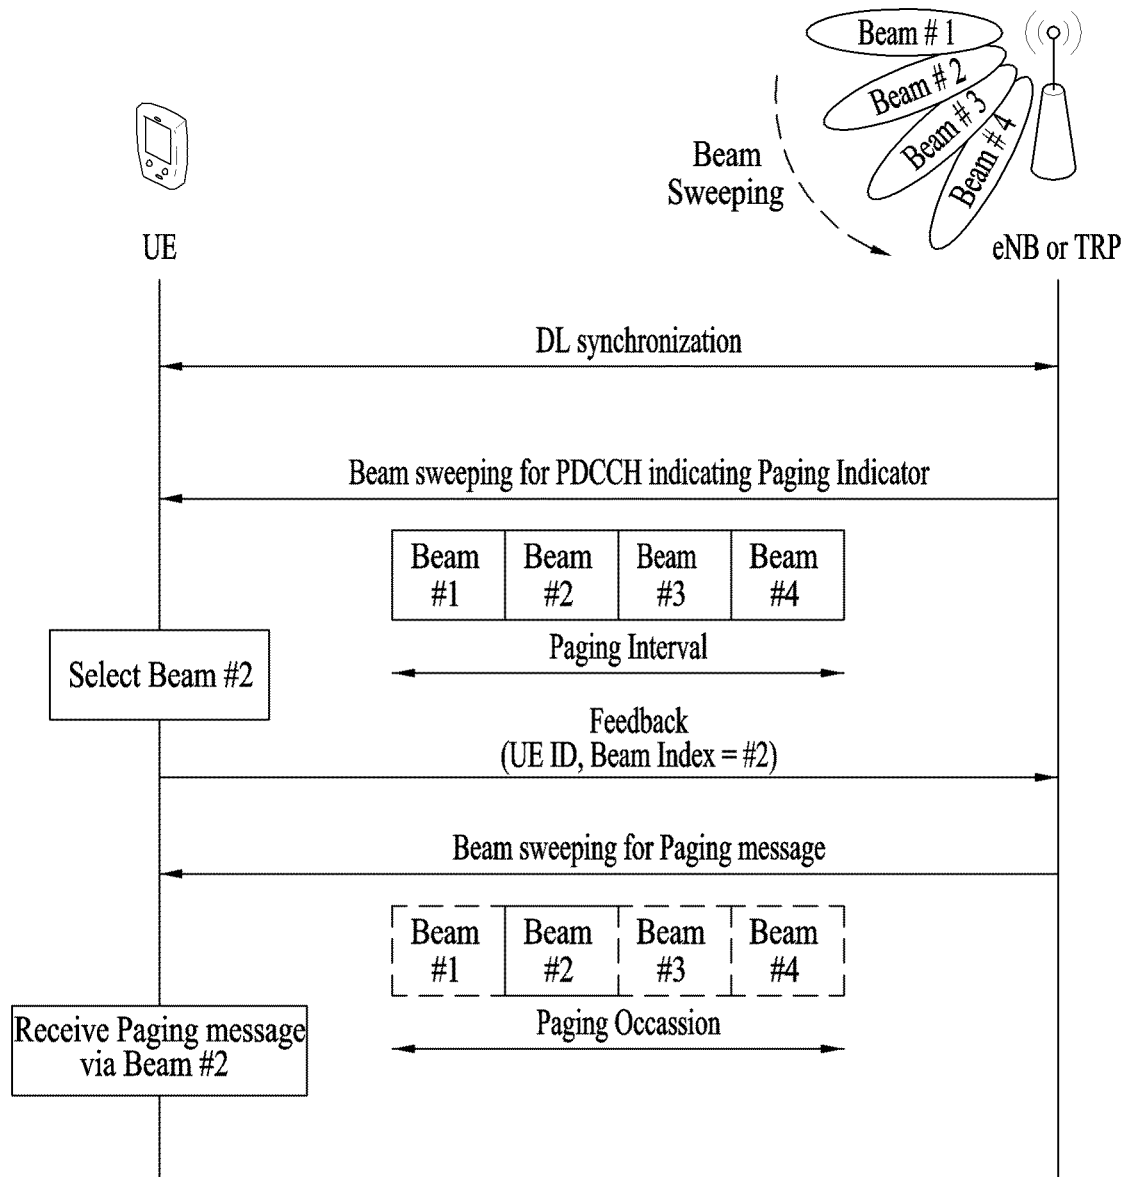 Beam # 1
Beam # 2
Beam # 3
Beam # 4
Beam
Sweeping
UE
eNB or TRP
DL synchronization
Beam sweeping for PDCCH indicating Paging Indicator
Beam #1
Beam #2
Beam #3
Beam #4
Paging Interval
Select Beam #2
Feedback
(UE ID, Beam Index = #2)
Beam sweeping for Paging message
Beam #1
Beam #2
Beam #3
Beam #4
Paging Occassion
Receive Paging message
via Beam #2